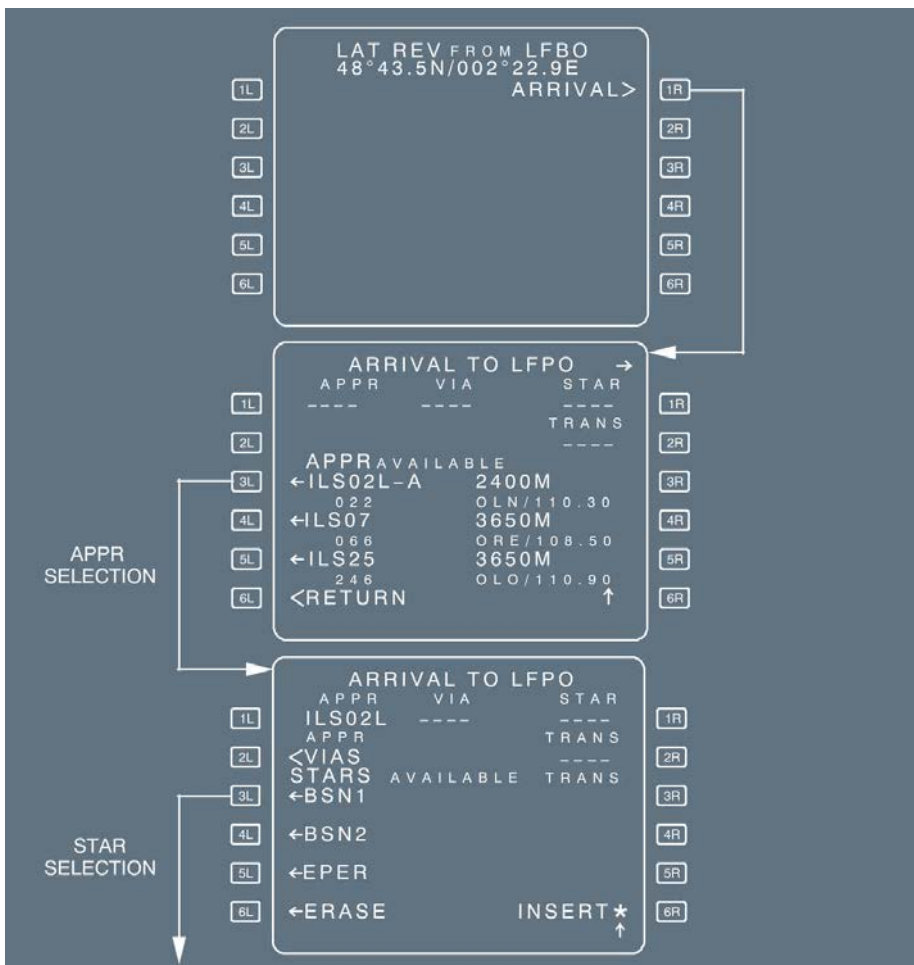 LAT REV FROM LFBO
48°43.5N/002°22.9E
1L ARRIVAL> 1R
2L 2R
3L 3R
4L 4R
5L 5R
6L 6R
ARRIVAL TO LFPO →
APPR VIA STAR
1L ---- ---- ---- 1R
TRANS
2L ---- 2R
APPR AVAILABLE
3L ←ILS02L-A 2400M 3R
022 OLN/110.30
4L ←ILS07 3650M 4R
066 ORE/108.50
5L ←ILS25 3650M 5R
246 OLO/110.90
6L <RETURN ↑ 6R
APPR
SELECTION
ARRIVAL TO LFPO
APPR VIA STAR
1L ILS02L ---- ---- 1R
APPR TRANS
2L <VIAS ---- 2R
STARS AVAILABLE TRANS
3L ←BSN1 3R
4L ←BSN2 4R
5L ←EPER 5R
6L ←ERASE INSERT* 6R
↑
STAR
SELECTION